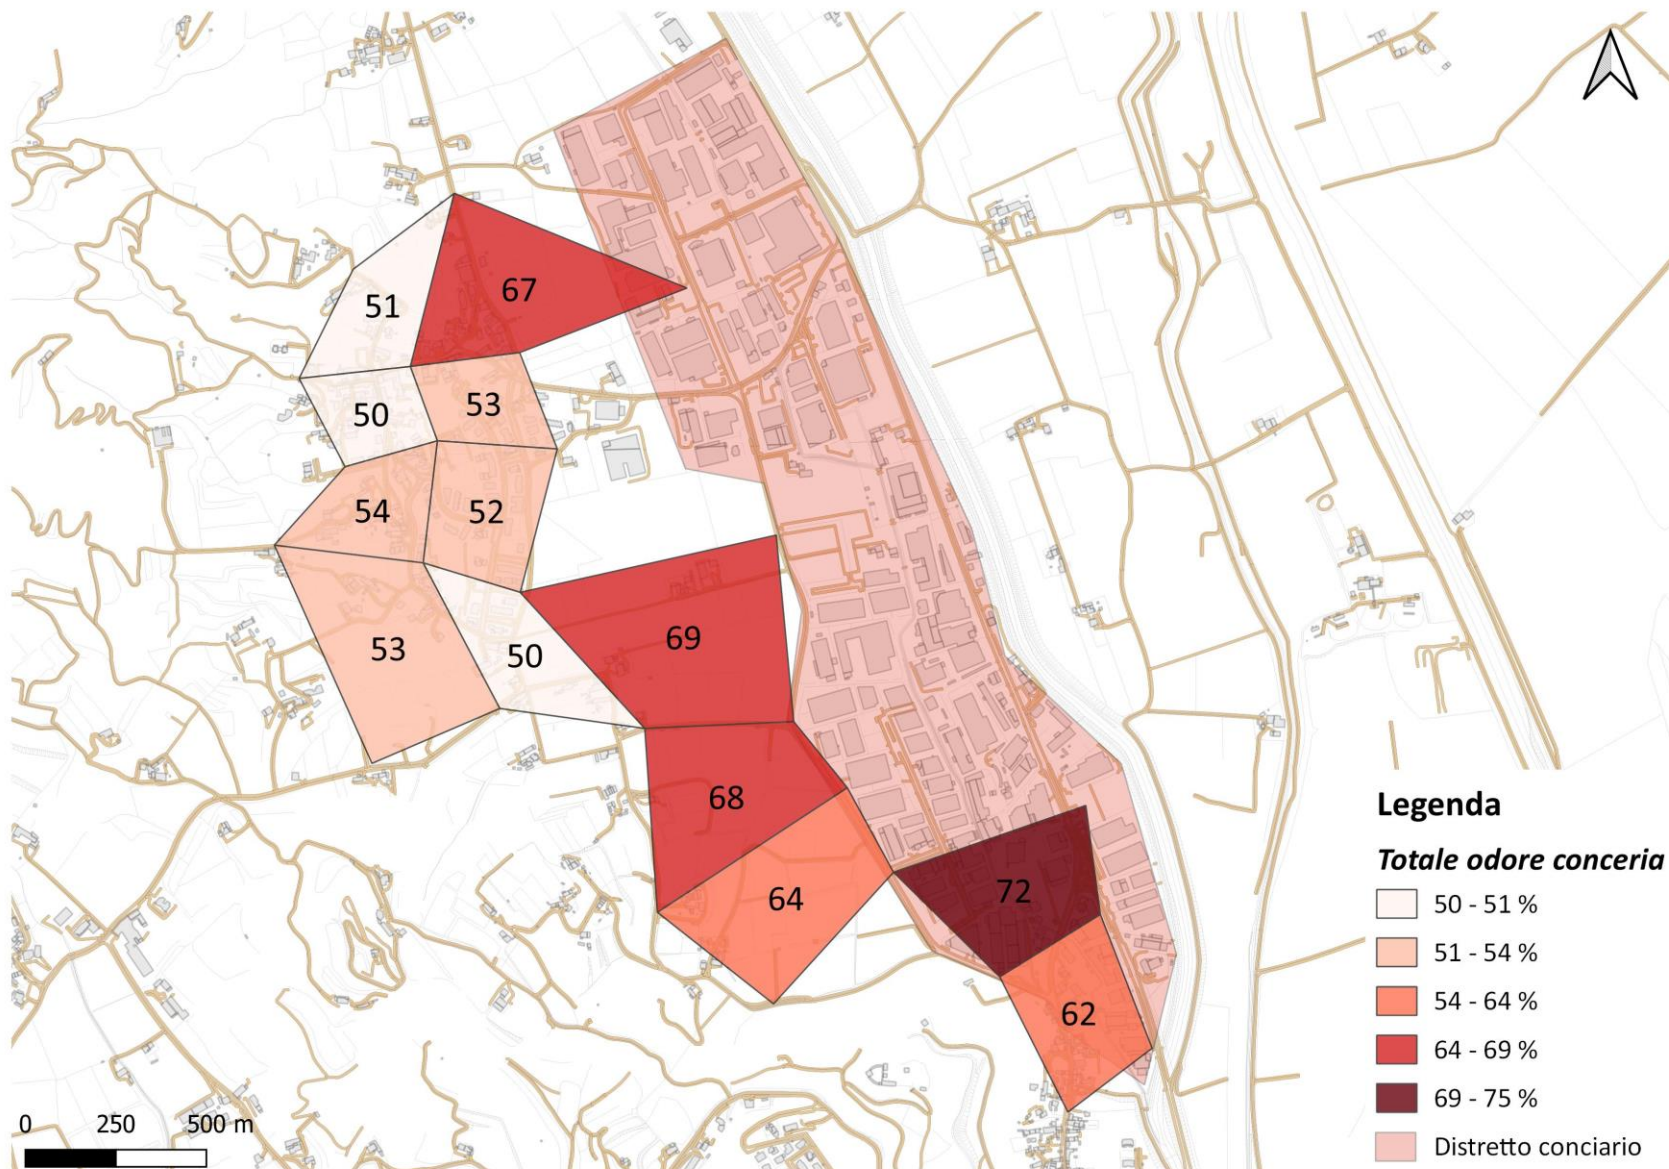 51
67
50
53
54
52
53
50
69
68
64
72
62
0 250 500 m
Legenda
Totale odore conceria
50 - 51 %
51 - 54 %
54 - 64 %
64 - 69 %
69 - 75 %
Distretto conciario